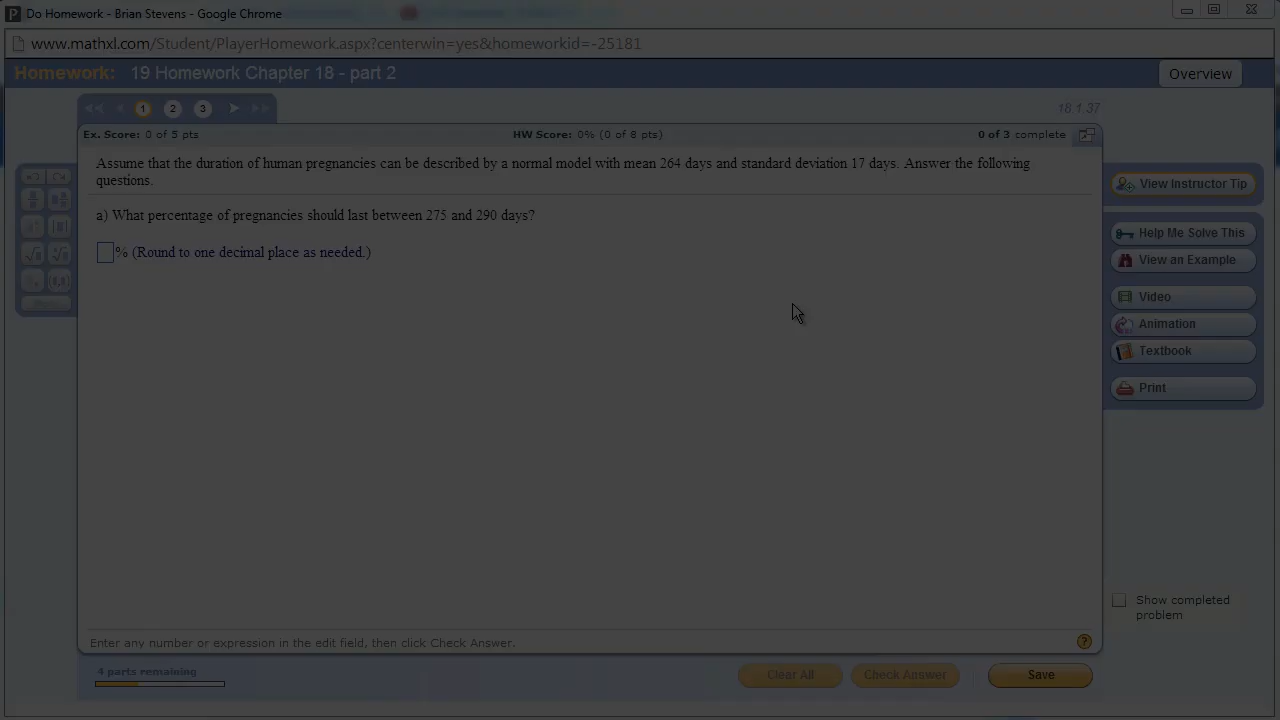 Do Homework - Brian Stevens - Google Chrome
www.mathxl.com/Student/PlayerHomework.aspx?centerwin=yes&homeworkid=-25181
Homework: 19 Homework Chapter 18 - part 2
Overview
1 2 3
18.1.37
Ex. Score: 0 of 5 pts HW Score: 0% (0 of 8 pts) 0 of 3 complete
Assume that the duration of human pregnancies can be described by a normal model with mean 264 days and standard deviation 17 days. Answer the following
questions.
a) What percentage of pregnancies should last between 275 and 290 days?
% (Round to one decimal place as needed.)
View Instructor Tip
Help Me Solve This
View an Example
Video
Animation
Textbook
Print
Show completed
problem
Enter any number or expression in the edit field, then click Check Answer.
?
4 parts remaining
Clear All
Check Answer
Save